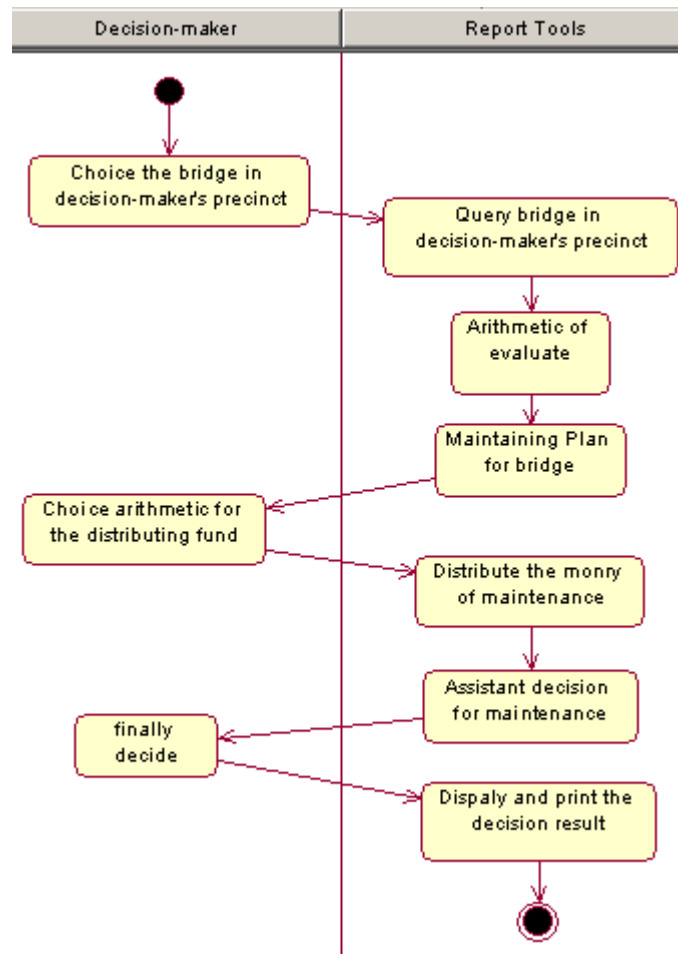 Decision-maker
Report Tools
Choice the bridge in
decision-maker's precinct
Query bridge in
decision-maker's precinct
Arithmetic of
evaluate
Maintaining Plan
for bridge
Choice arithmetic for
the distributing fund
Distribute the monry
of maintenance
Assistant decision
for maintenance
finally
decide
Dispaly and print the
decision result